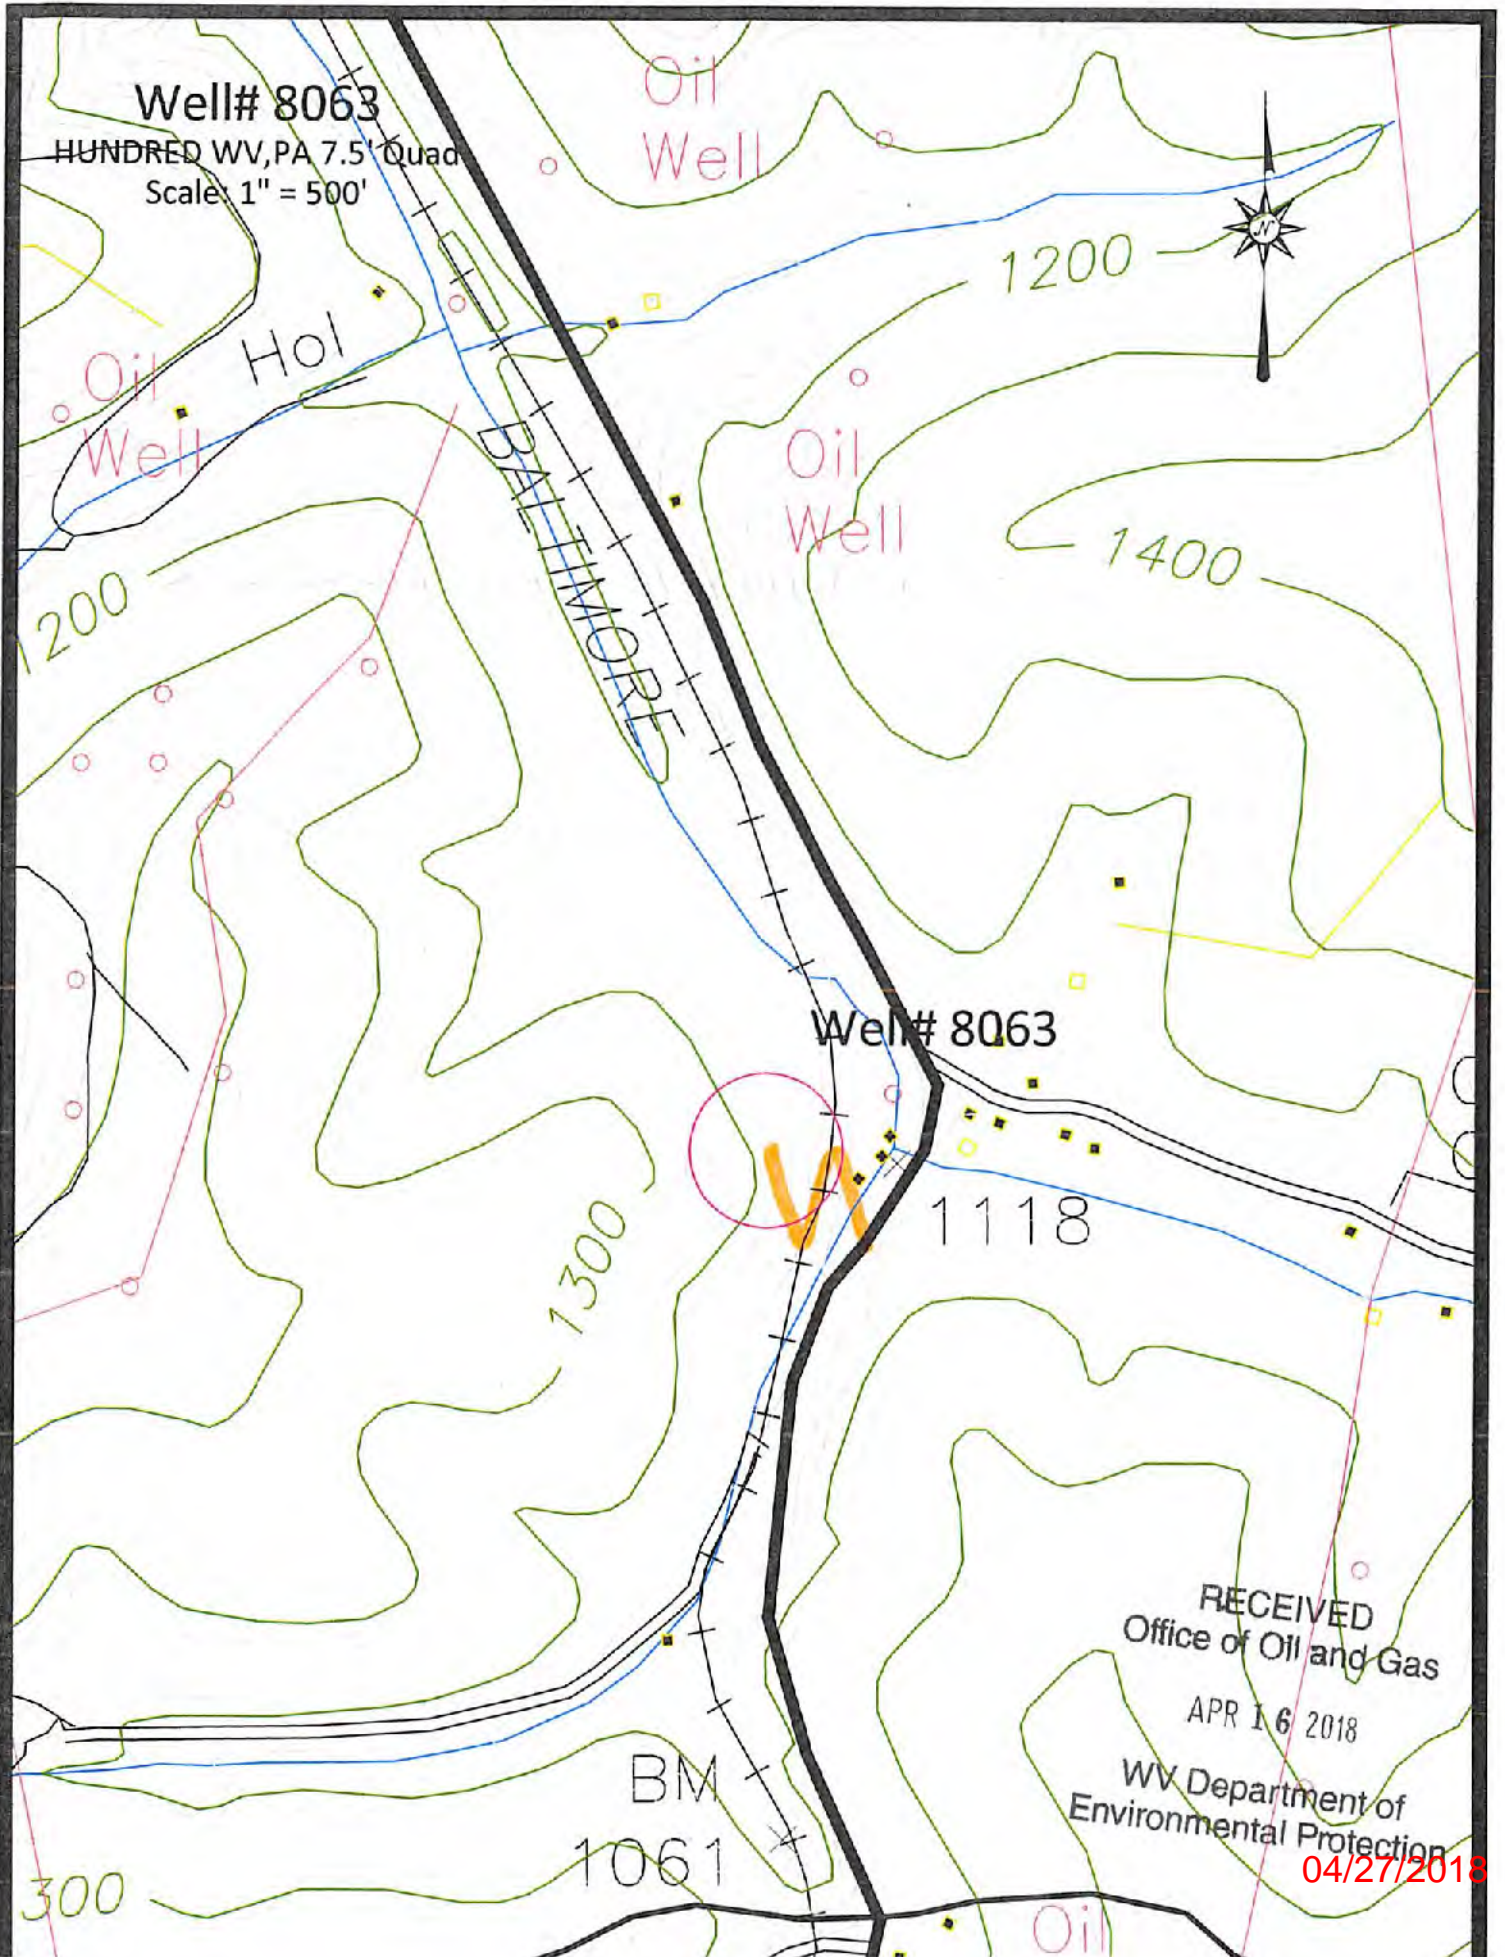 Well# 8063
HUNDRED WV,PA 7.5' Quad
Scale: 1" = 500'
Oil
Well
N
1200
Hol
Oil
Well
BALTIMORE
Oil
Well
1400
1200
Well# 8063
1118
1300
RECEIVED
Office of Oil and Gas
APR 16 2018
WV Department of
Environmental Protection
04/27/2018
BM
1061
300
Oil